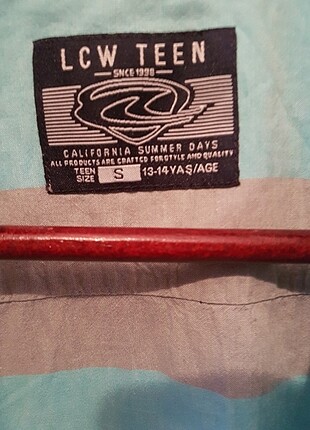 LCW TEEN
SNCE 1998
CALIFORNIA SUMMER DAYS
ALL PRODUCTS ARE CRAFTED FOR STYLE AND QUALITY
TEEN SIZE S 13-14 YAŞ/AGE